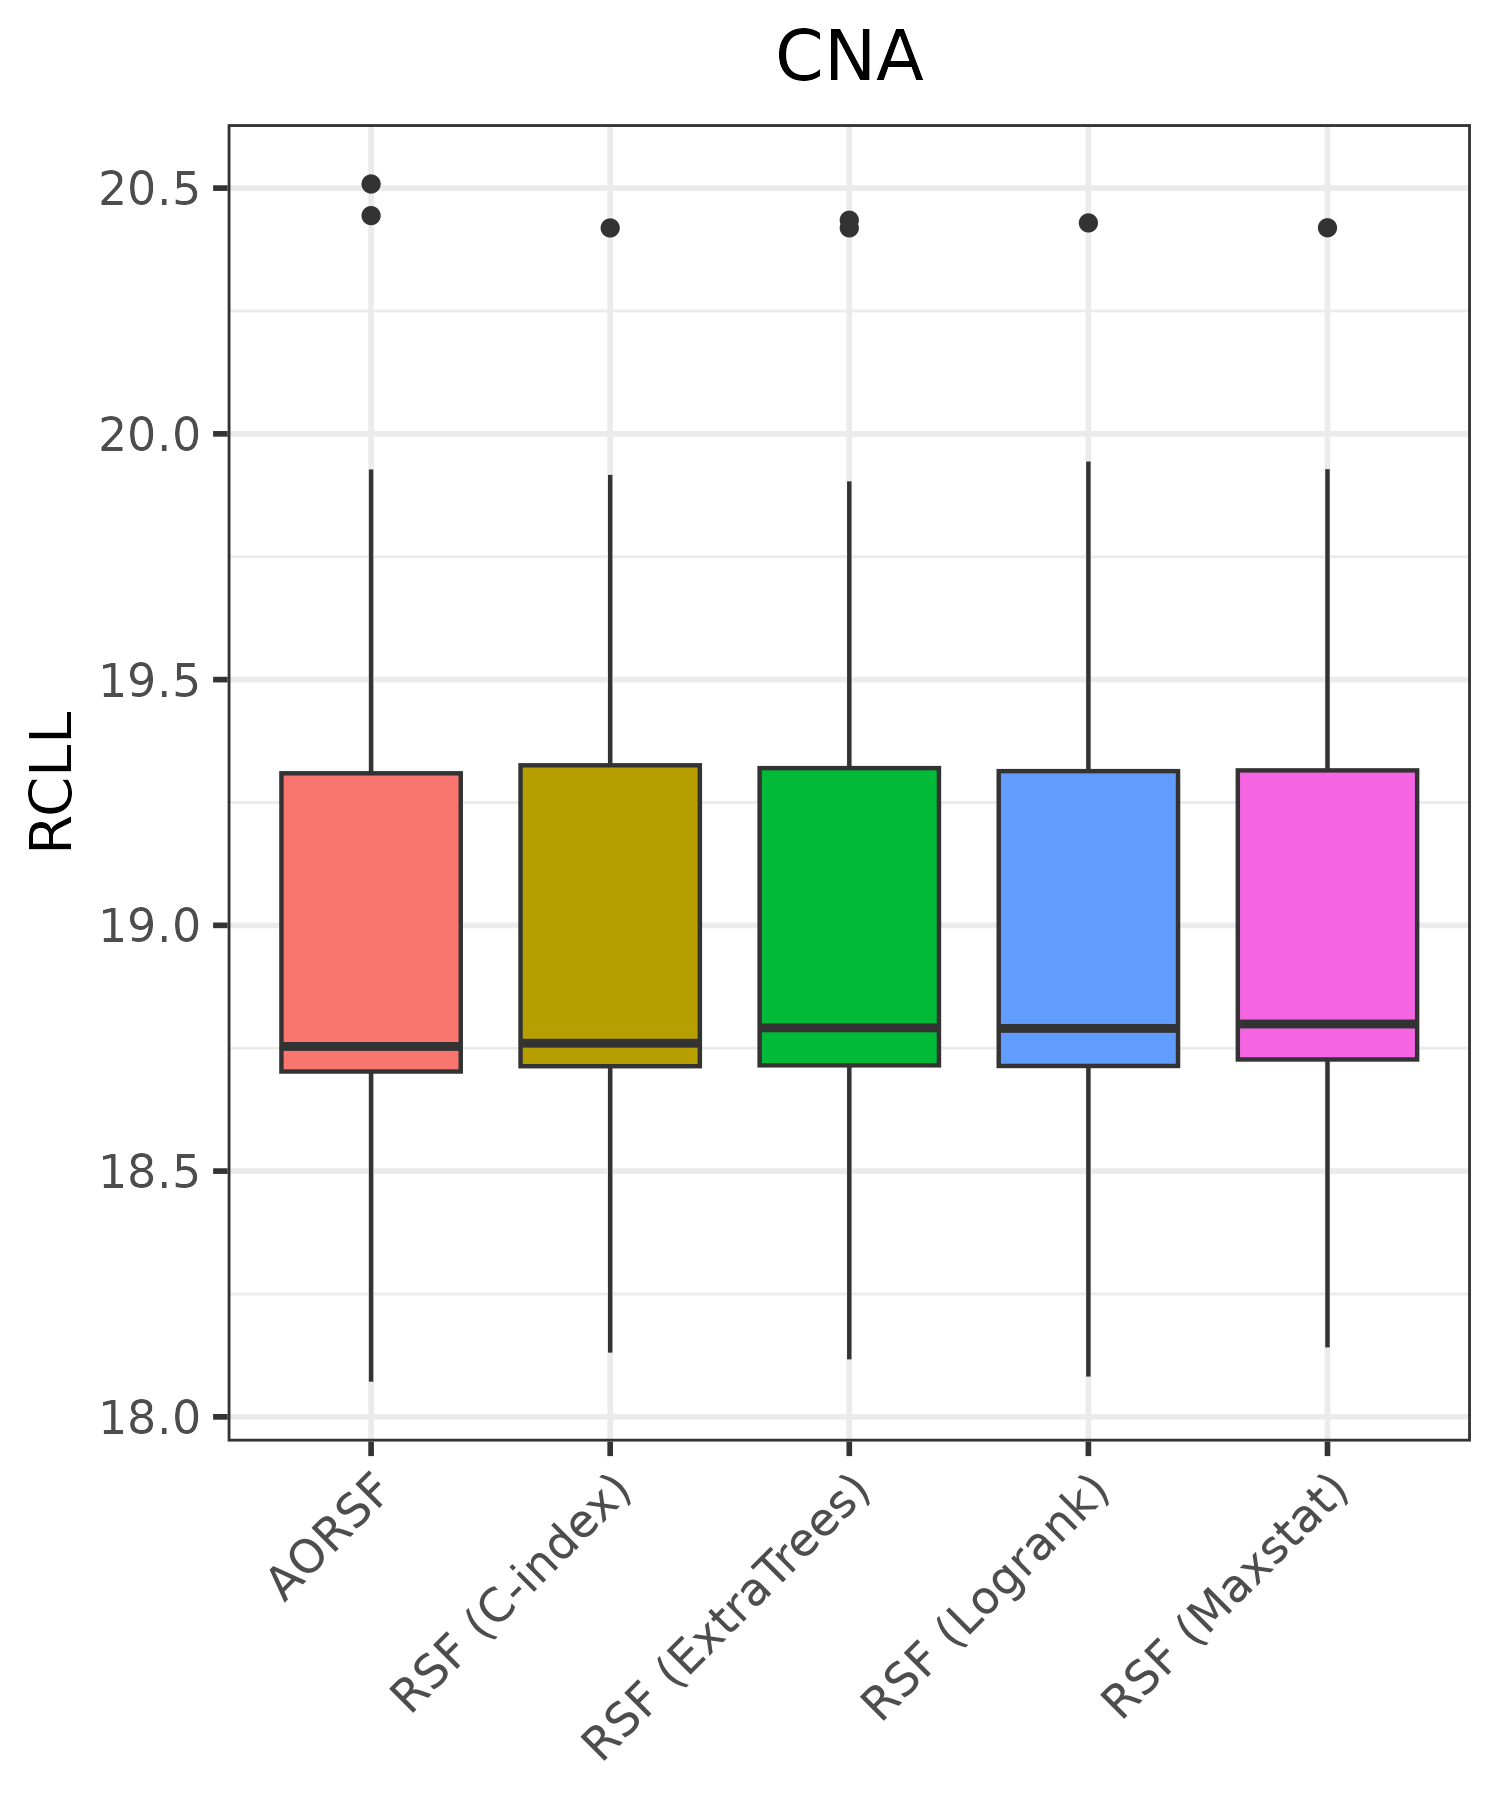 CNA
RCLL
20.5
20.0
19.5
19.0
18.5
18.0
AORSF
RSF (C-index)
RSF (ExtraTrees)
RSF (Logrank)
RSF (Maxstat)